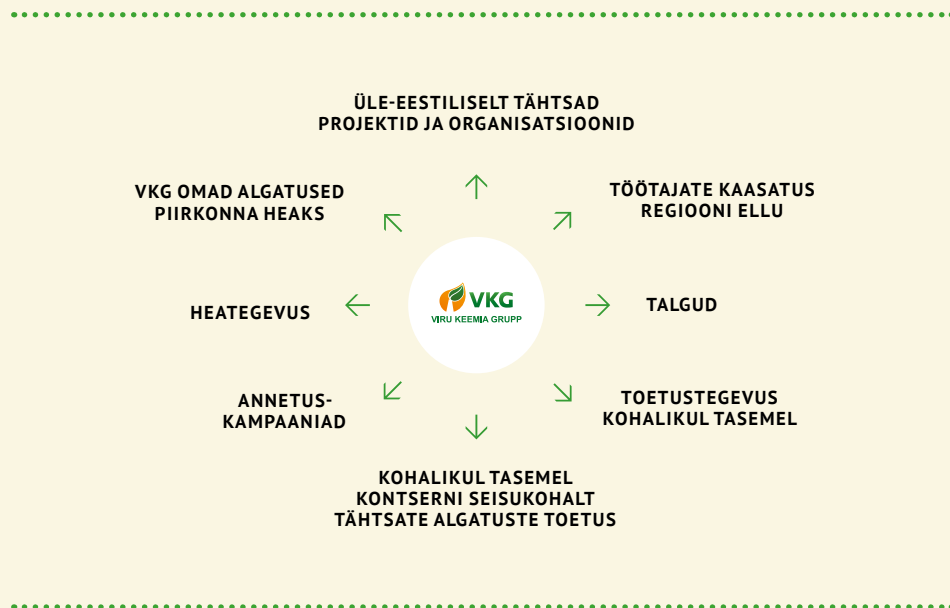 ÜLE-EESTILISELT TÄHTSAD
PROJEKTID JA ORGANISATSIOONID
VKG OMAD ALGATUSED
PIIRKONNA HEAKS
TÖÖTAJATE KAASATUS
REGIOONI ELLU
HEATEGEVUS
VKG
VIRU KEEMIA GRUPP
TALGUD
ANNETUS-
KAMPAANIAD
TOETUSTEGEVUS
KOHALIKUL TASEMEL
KOHALIKUL TASEMEL
KONTSERNI SEISUKOHALT
TÄHTSATE ALGATUSTE TOETUS